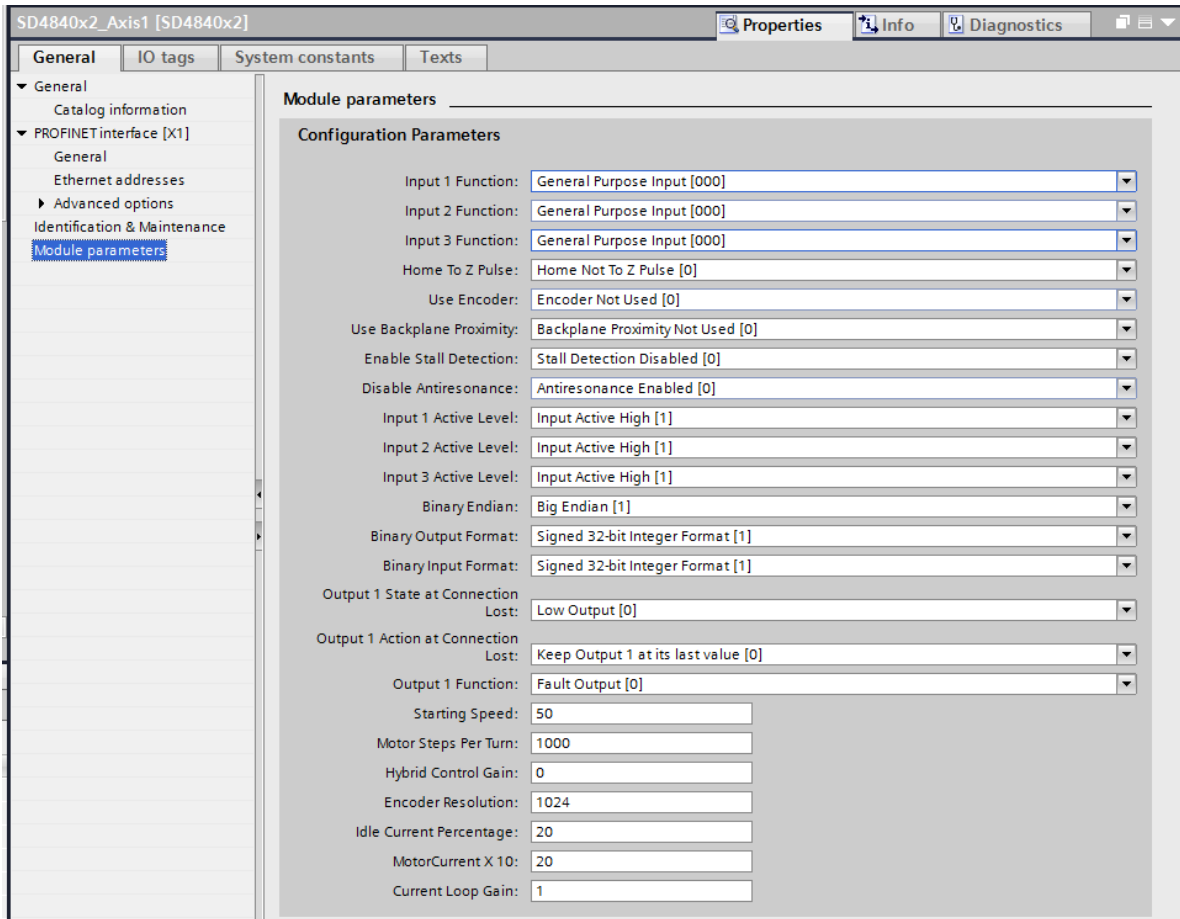 SD4840x2_Axis1 [SD4840x2]
Properties
Info
Diagnostics
General
IO tags
System constants
Texts
General
Catalog information
PROFINET interface [X1]
General
Ethernet addresses
Advanced options
Identification & Maintenance
Module parameters
Module parameters
Configuration Parameters
Input 1 Function: General Purpose Input [000]
Input 2 Function: General Purpose Input [000]
Input 3 Function: General Purpose Input [000]
Home To Z Pulse: Home Not To Z Pulse [0]
Use Encoder: Encoder Not Used [0]
Use Backplane Proximity: Backplane Proximity Not Used [0]
Enable Stall Detection: Stall Detection Disabled [0]
Disable Antiresonance: Antiresonance Enabled [0]
Input 1 Active Level: Input Active High [1]
Input 2 Active Level: Input Active High [1]
Input 3 Active Level: Input Active High [1]
Binary Endian: Big Endian [1]
Binary Output Format: Signed 32-bit Integer Format [1]
Binary Input Format: Signed 32-bit Integer Format [1]
Output 1 State at Connection
Lost: Low Output [0]
Output 1 Action at Connection
Lost: Keep Output 1 at its last value [0]
Output 1 Function: Fault Output [0]
Starting Speed: 50
Motor Steps Per Turn: 1000
Hybrid Control Gain: 0
Encoder Resolution: 1024
Idle Current Percentage: 20
MotorCurrent X 10: 20
Current Loop Gain: 1